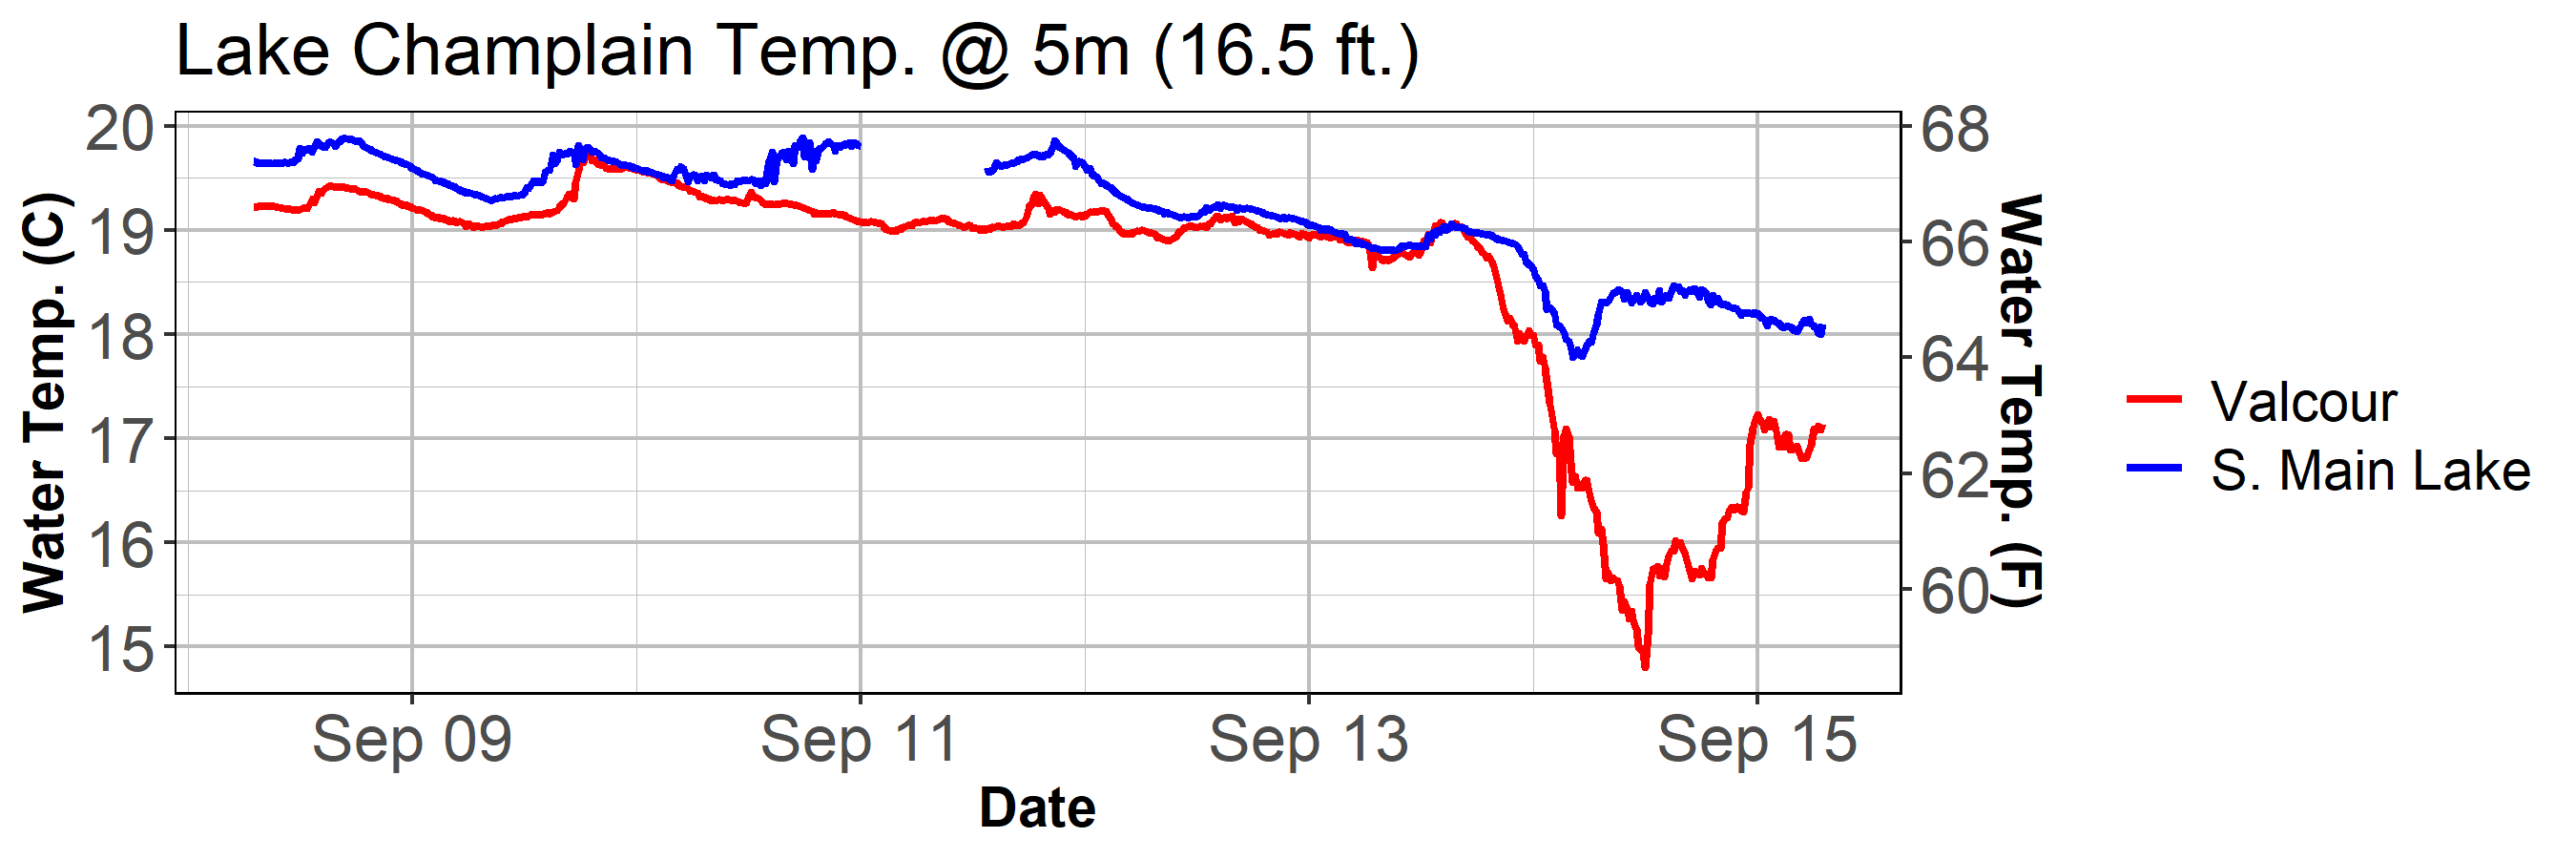 Lake Champlain Temp. @ 5m (16.5 ft.)
Water Temp. (C)
20
19
18
17
16
15
68
66
64
62
60
Water Temp. (F)
Sep 09
Sep 11
Sep 13
Sep 15
Date
Valcour
S. Main Lake